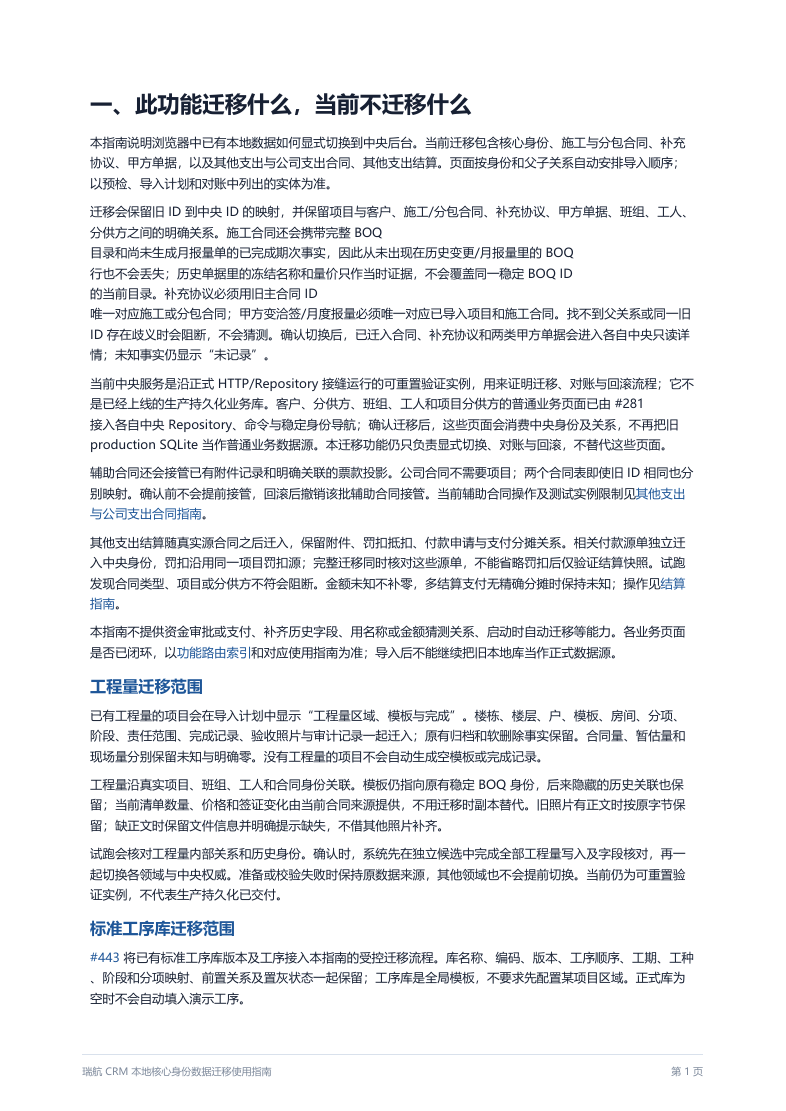 一、此功能迁移什么，当前不迁移什么
本指南说明浏览器中已有本地数据如何显式切换到中央后台。当前迁移包含核心身份、施工与分包合同、补充
协议、甲方单据，以及其他支出与公司支出合同、其他支出结算。页面按身份和父子关系自动安排导入顺序；
以预检、导入计划和对账中列出的实体为准。
迁移会保留旧 ID 到中央 ID 的映射，并保留项目与客户、施工/分包合同、补充协议、甲方单据、班组、工人、
分供方之间的明确关系。施工合同还会携带完整 BOQ
目录和尚未生成月报量单的已完成期次事实，因此从未出现在历史变更/月报量里的 BOQ
行也不会丢失；历史单据里的冻结名称和量价只作当时证据，不会覆盖同一稳定 BOQ ID
的当前目录。补充协议必须用旧主合同 ID
唯一对应施工或分包合同；甲方变洽签/月度报量必须唯一对应已导入项目和施工合同。找不到父关系或同一旧
ID 存在歧义时会阻断，不会猜测。确认切换后，已迁入合同、补充协议和两类甲方单据会进入各自中央只读详
情；未知事实仍显示“未记录”。
当前中央服务是沿正式 HTTP/Repository 接缝运行的可重置验证实例，用来证明迁移、对账与回滚流程；它不
是已经上线的生产持久化业务库。客户、分供方、班组、工人和项目分供方的普通业务页面已由 #281
接入各自中央 Repository、命令与稳定身份导航；确认迁移后，这些页面会消费中央身份及关系，不再把旧
production SQLite 当作普通业务数据源。本迁移功能仍只负责显式切换、对账与回滚，不替代这些页面。
辅助合同还会接管已有附件记录和明确关联的票款投影。公司合同不需要项目；两个合同表即使旧 ID 相同也分
别映射。确认前不会提前接管，回滚后撤销该批辅助合同接管。当前辅助合同操作及测试实例限制见其他支出
与公司支出合同指南。
其他支出结算随真实源合同之后迁入，保留附件、罚扣抵扣、付款申请与支付分摊关系。相关付款源单独立迁
入中央身份，罚扣沿用同一项目罚扣源；完整迁移同时核对这些源单，不能省略罚扣后仅验证结算快照。试跑
发现合同类型、项目或分供方不符会阻断。金额未知不补零，多结算支付无精确分摊时保持未知；操作见结算
指南。
本指南不提供资金审批或支付、补齐历史字段、用名称或金额猜测关系、启动时自动迁移等能力。各业务页面
是否已闭环，以功能路由索引和对应使用指南为准；导入后不能继续把旧本地库当作正式数据源。
工程量迁移范围
已有工程量的项目会在导入计划中显示“工程量区域、模板与完成”。楼栋、楼层、户、模板、房间、分项、
阶段、责任范围、完成记录、验收照片与审计记录一起迁入；原有归档和软删除事实保留。合同量、暂估量和
现场量分别保留未知与明确零。没有工程量的项目不会自动生成空模板或完成记录。
工程量沿真实项目、班组、工人和合同身份关联。模板仍指向原有稳定 BOQ 身份，后来隐藏的历史关联也保
留；当前清单数量、价格和签证变化由当前合同来源提供，不用迁移时副本替代。旧照片有正文时按原字节保
留；缺正文时保留文件信息并明确提示缺失，不借其他照片补齐。
试跑会核对工程量内部关系和历史身份。确认时，系统先在独立候选中完成全部工程量写入及字段核对，再一
起切换各领域与中央权威。准备或校验失败时保持原数据来源，其他领域也不会提前切换。当前仍为可重置验
证实例，不代表生产持久化已交付。
标准工序库迁移范围
#443 将已有标准工序库版本及工序接入本指南的受控迁移流程。库名称、编码、版本、工序顺序、工期、工种
、阶段和分项映射、前置关系及置灰状态一起保留；工序库是全局模板，不要求先配置某项目区域。正式库为
空时不会自动填入演示工序。
瑞航 CRM 本地核心身份数据迁移使用指南
第 1 页